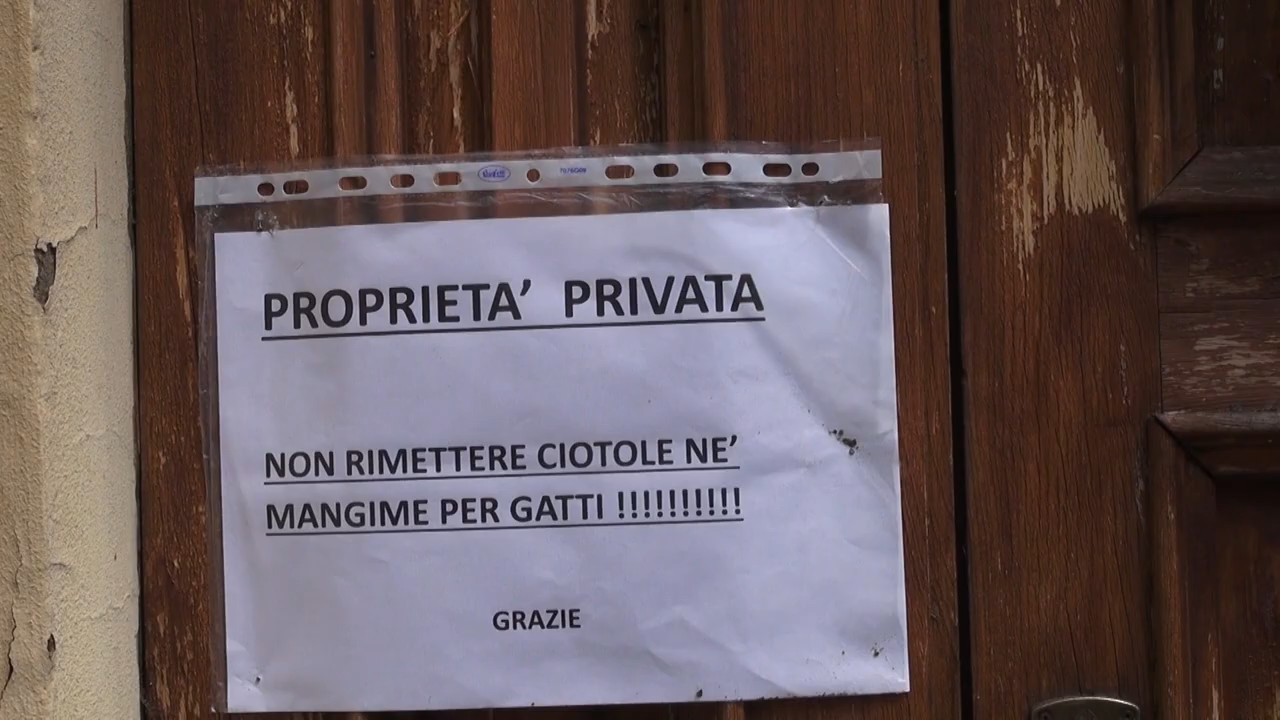 PROPRIETA’ PRIVATA
NON RIMETTERE CIOTOLE NE’
MANGIME PER GATTI !!!!!!!!!!
GRAZIE